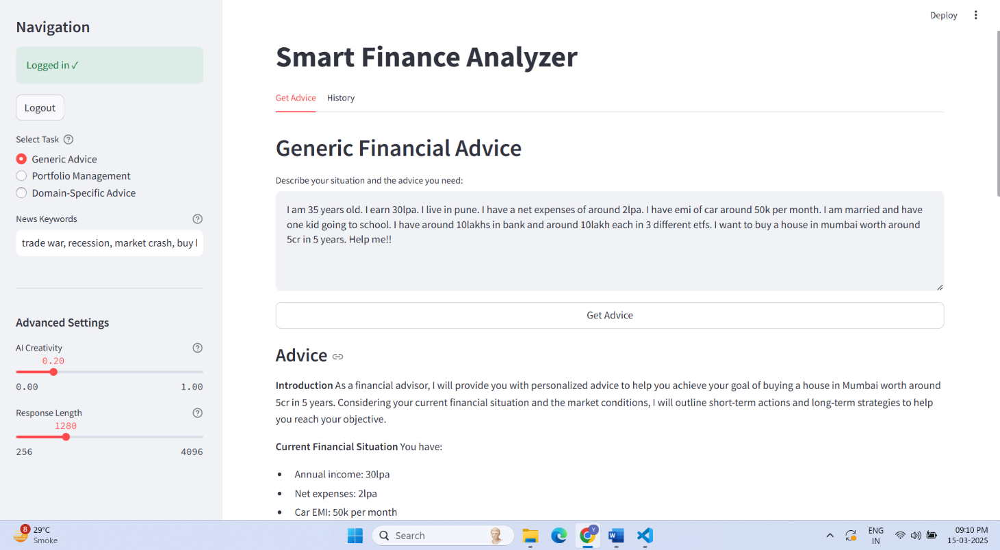 Deploy
Navigation
Logged in ✓
Logout
Select Task
Generic Advice
Portfolio Management
Domain-Specific Advice
News Keywords
trade war, recession, market crash, buy
Advanced Settings
AI Creativity
0.20
0.00 1.00
Response Length
1280
256 4096
Smart Finance Analyzer
Get Advice History
Generic Financial Advice
Describe your situation and the advice you need:
I am 35 years old. I earn 30lpa. I live in pune. I have a net expenses of around 2lpa. I have emi of car around 50k per month. I am married and have
one kid going to school. I have around 10lakhs in bank and around 10lakh each in 3 different etfs. I want to buy a house in mumbai worth around
5cr in 5 years. Help me!!
Get Advice
Advice
Introduction As a financial advisor, I will provide you with personalized advice to help you achieve your goal of buying a house in Mumbai worth around
5cr in 5 years. Considering your current financial situation and the market conditions, I will outline short-term actions and long-term strategies to help
you reach your objective.
Current Financial Situation You have:
• Annual income: 30lpa
• Net expenses: 2lpa
• Car EMI: 50k per month
8
29°C
Smoke
Search
Y
W
ENG
IN
09:10 PM
15-03-2025